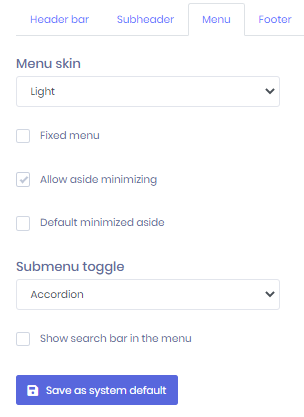 Header bar Subheader Menu Footer
Menu skin
Light
Fixed menu
Allow aside minimizing
Default minimized aside
Submenu toggle
Accordion
Show search bar in the menu
Save as system default